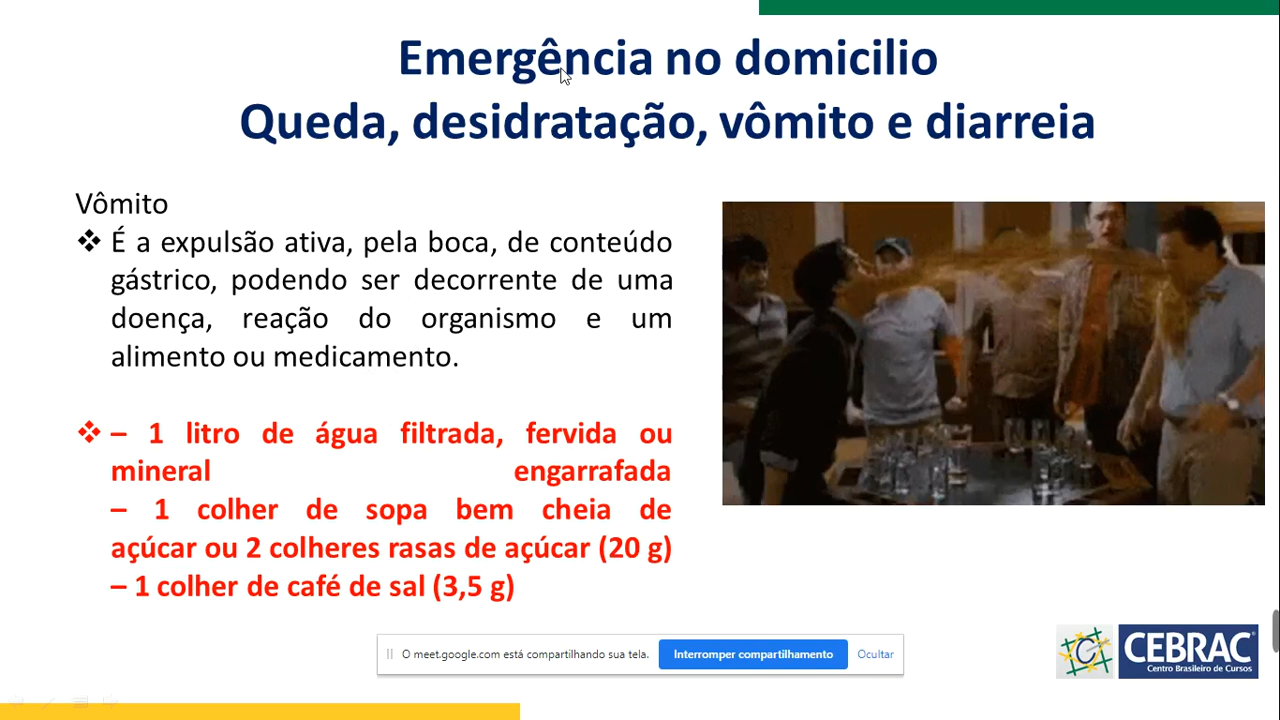 Emergência no domicilio
Queda, desidratação, vômito e diarreia
Vômito
❖ É a expulsão ativa, pela boca, de conteúdo
gástrico, podendo ser decorrente de uma
doença, reação do organismo e um
alimento ou medicamento.
❖ – 1 litro de água filtrada, fervida ou
mineral engarrafada
– 1 colher de sopa bem cheia de
açúcar ou 2 colheres rasas de açúcar (20 g)
– 1 colher de café de sal (3,5 g)
O meet.google.com está compartilhando sua tela. Interromper compartilhamento Ocultar
CEBRAC®
Centro Brasileiro de Cursos